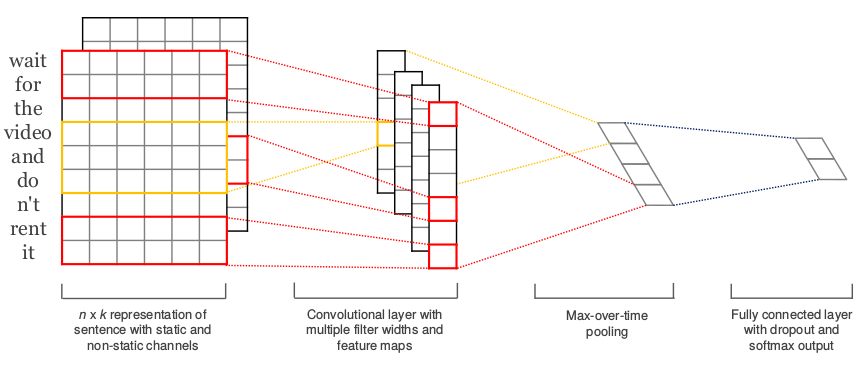 wait
for
the
video
and
do
n't
rent
it
n x k representation of
sentence with static and
non-static channels
Convolutional layer with
multiple filter widths and
feature maps
Max-over-time
pooling
Fully connected layer
with dropout and
softmax output